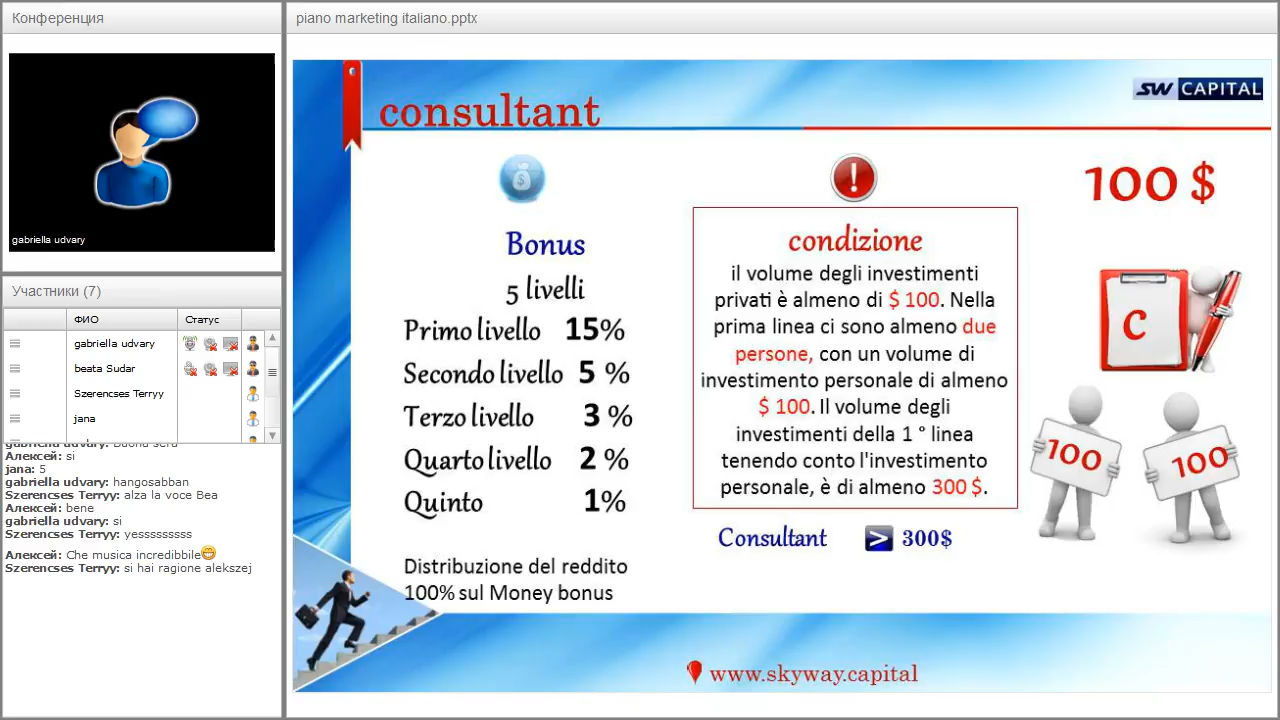 Конференция
gabriella udvary
Участники (7)
ФИО
Статус
gabriella udvary
beata Sudar
Szerencses Terryy
jana
gabriella udvary: Buona sera
Алексей: si
jana: 5
gabriella udvary: hangosabban
Szerencses Terryy: alza la voce Bea
Алексей: bene
gabriella udvary: si
Szerencses Terryy: yesssssssss
Алексей: Che musica incredibbile
Szerencses Terryy: si hai ragione alekszej
piano marketing italiano.pptx
consultant
SW CAPITAL
Bonus
5 livelli
Primo livello 15%
Secondo livello 5 %
Terzo livello 3 %
Quarto livello 2 %
Quinto 1%
Distribuzione del reddito
100% sul Money bonus
!
condizione
il volume degli investimenti
privati è almeno di $ 100. Nella
prima linea ci sono almeno due
persone, con un volume di
investimento personale di almeno
$ 100. Il volume degli
investimenti della 1 ° linea
tenendo conto l'investimento
personale, è di almeno 300 $.
Consultant > 300$
100 $
C
100
100
www.skyway.capital